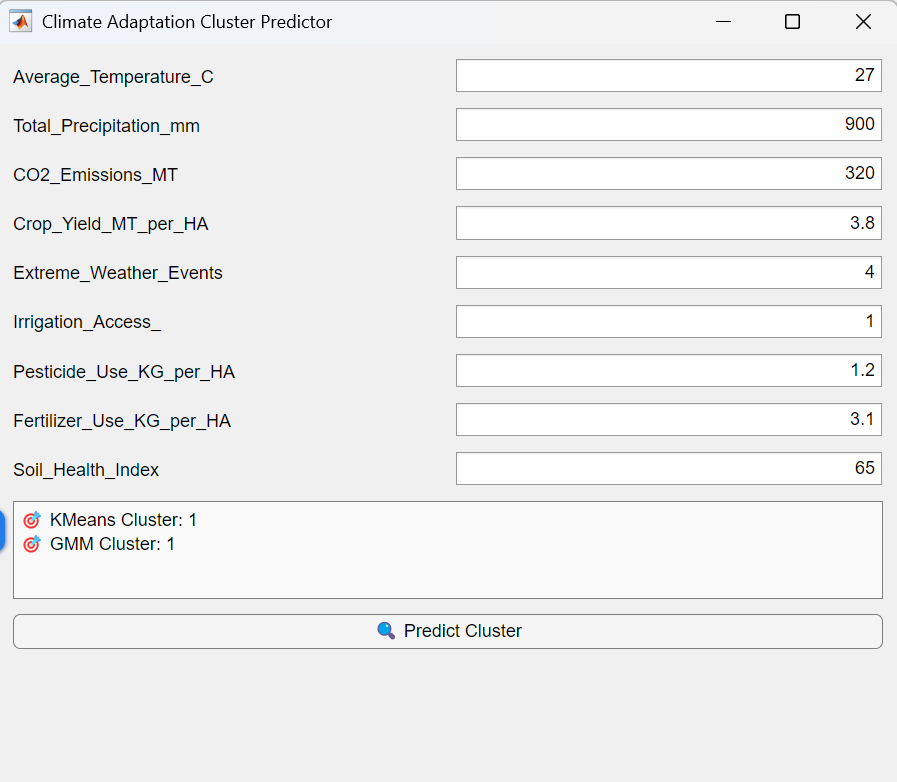 Climate Adaptation Cluster Predictor
Average_Temperature_C 27
Total_Precipitation_mm 900
CO2_Emissions_MT 320
Crop_Yield_MT_per_HA 3.8
Extreme_Weather_Events 4
Irrigation_Access_ 1
Pesticide_Use_KG_per_HA 1.2
Fertilizer_Use_KG_per_HA 3.1
Soil_Health_Index 65
🎯 KMeans Cluster: 1
🎯 GMM Cluster: 1
🔍 Predict Cluster